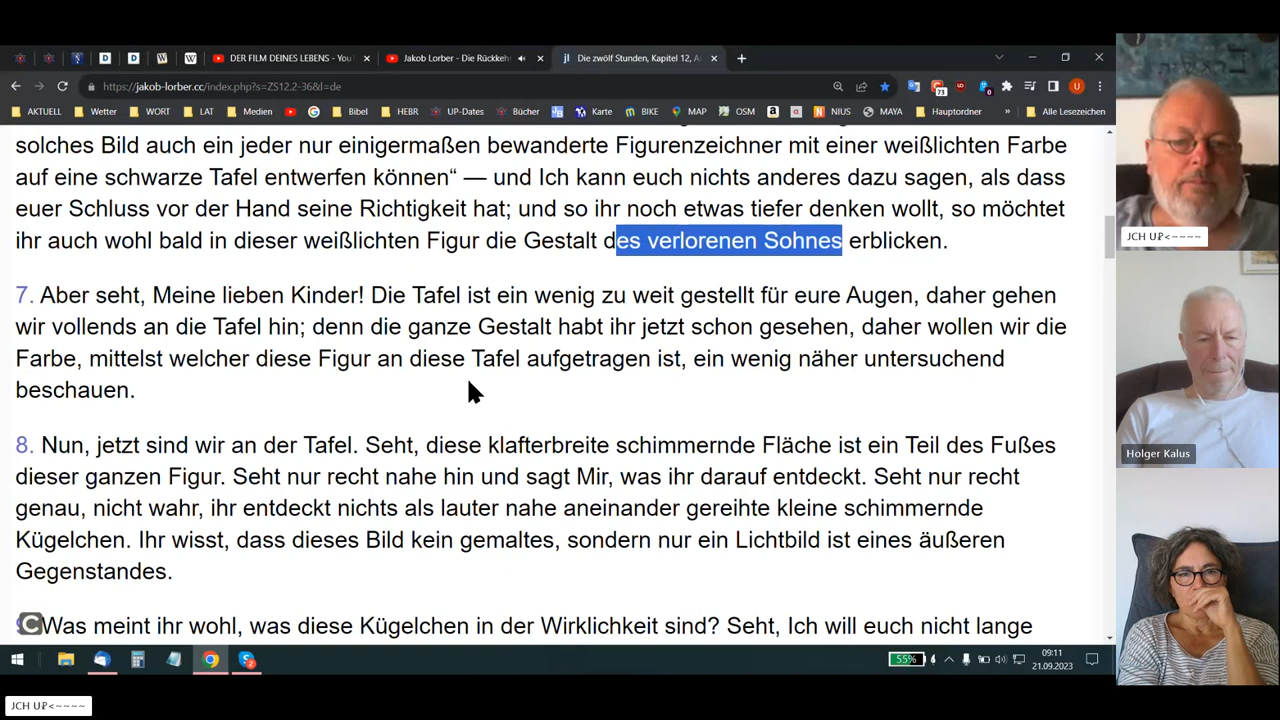 DER FILM DEINES LEBENS - You
Jakob Lorber - Die Rückkehr
Die zwölf Stunden, Kapitel 12, A
https://jakob-lorber.cc/index.php?s=ZS12.2-36&l=de
AKTUELL Wetter WORT LAT Medien Bibel HEBR UP-Dates Bücher Karte BIKE MAP OSM NIUS MAYA Hauptordner » Alle Lesezeichen
solches Bild auch ein jeder nur einigermaßen bewanderte Figurenzeichner mit einer weißlichten Farbe
auf eine schwarze Tafel entwerfen können“ — und Ich kann euch nichts anderes dazu sagen, als dass
euer Schluss vor der Hand seine Richtigkeit hat; und so ihr noch etwas tiefer denken wollt, so möchtet
ihr auch wohl bald in dieser weißlichten Figur die Gestalt des verlorenen Sohnes erblicken.
7. Aber seht, Meine lieben Kinder! Die Tafel ist ein wenig zu weit gestellt für eure Augen, daher gehen
wir vollends an die Tafel hin; denn die ganze Gestalt habt ihr jetzt schon gesehen, daher wollen wir die
Farbe, mittelst welcher diese Figur an diese Tafel aufgetragen ist, ein wenig näher untersuchend
beschauen.
8. Nun, jetzt sind wir an der Tafel. Seht, diese klafterbreite schimmernde Fläche ist ein Teil des Fußes
dieser ganzen Figur. Seht nur recht nahe hin und sagt Mir, was ihr darauf entdeckt. Seht nur recht
genau, nicht wahr, ihr entdeckt nichts als lauter nahe aneinander gereihte kleine schimmernde
Kügelchen. Ihr wisst, dass dieses Bild kein gemaltes, sondern nur ein Lichtbild ist eines äußeren
Gegenstandes.
Was meint ihr wohl, was diese Kügelchen in der Wirklichkeit sind? Seht, Ich will euch nicht lange
55%
09:11
21.09.2023
Holger Kalus